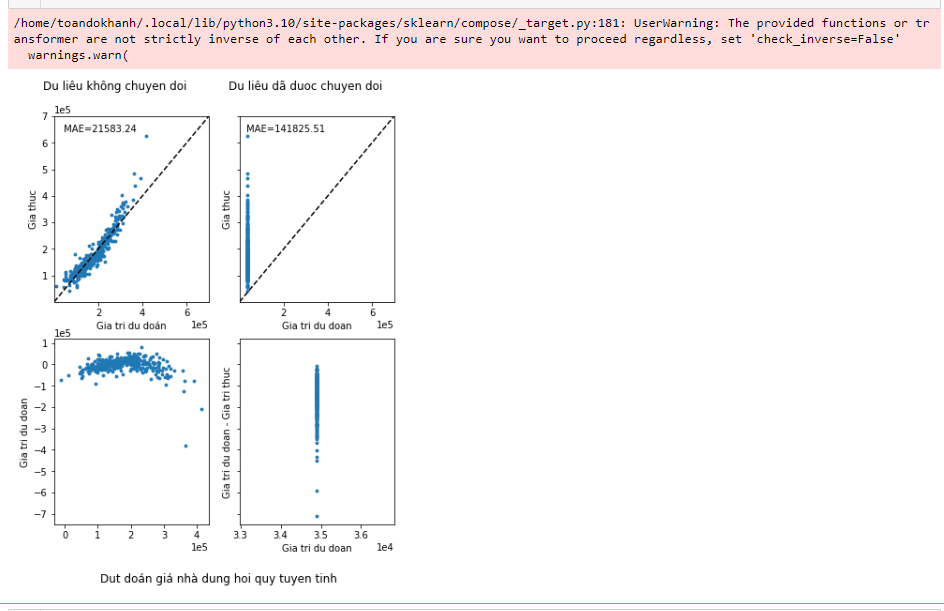 /home/toandokhanh/.local/lib/python3.10/site-packages/sklearn/compose/_target.py:181: UserWarning: The provided functions or tr
ansformer are not strictly inverse of each other. If you are sure you want to proceed regardless, set 'check_inverse=False'
warnings.warn(
Du liêu không chuyen doi
Du liêu dã duoc chuyen doi
1e5
7
6
5
4
3
2
1
MAE=21583.24
Gia thuc
2 4 6
1e5
Gia tri du doán
MAE=141825.51
Gia thuc
2 4 6
1e5
Gia tri du doan
1e5
1
0
−1
−2
−3
−4
−5
−6
−7
Gia tri du doan
0 1 2 3 4
1e5
Gia tri du doan - Gia tri thuc
3.3 3.4 3.5 3.6
1e4
Gia tri du doan
Dut doán giá nhà dung hoi quy tuyen tinh